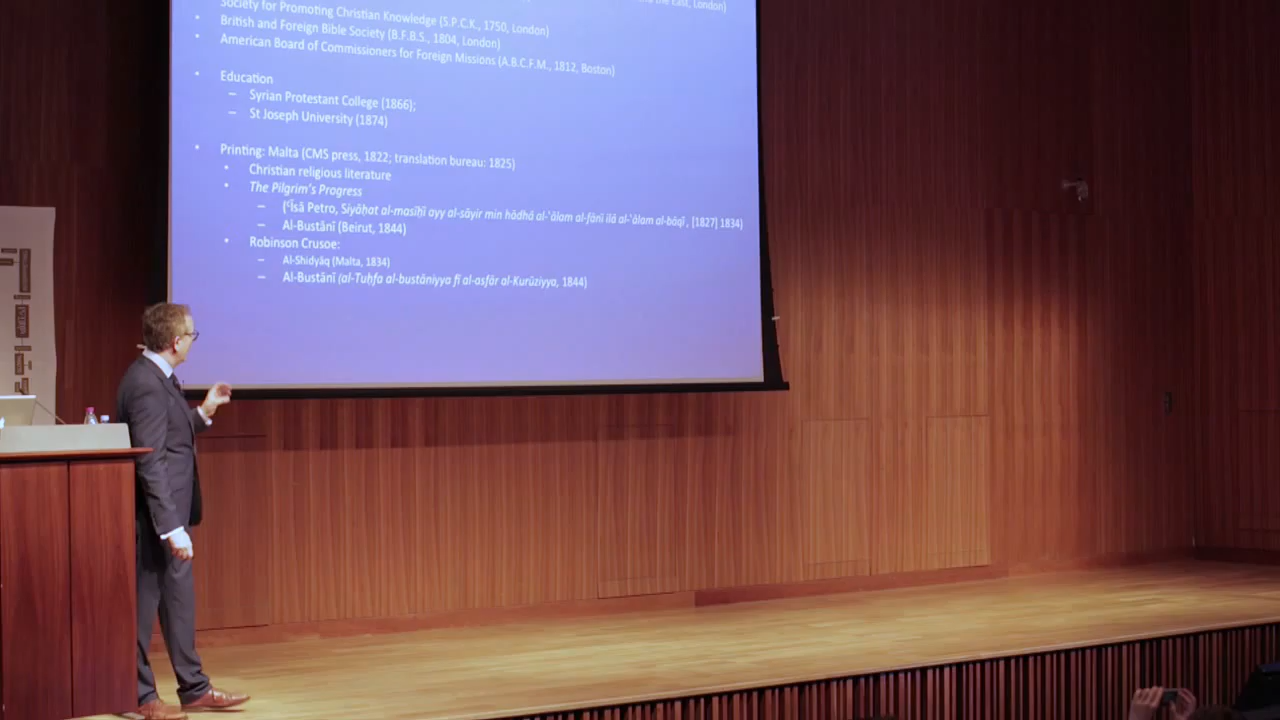 the East, London)
Society for Promoting Christian Knowledge (S.P.C.K., 1750, London)
• British and Foreign Bible Society (B.F.B.S., 1804, London)
• American Board of Commissioners for Foreign Missions (A.B.C.F.M., 1812, Boston)
• Education
– Syrian Protestant College (1866);
– St Joseph University (1874)
• Printing: Malta (CMS press, 1822; translation bureau: 1825)
• Christian religious literature
• The Pilgrim's Progress
– (ʿĪsā Petro, Siyāḥat al-masīḥī ayy al-sāyir min hādhā al-ʿālam al-fānī ilā al-ʿālam al-bāqī , [1827] 1834)
– Al-Bustānī (Beirut, 1844)
• Robinson Crusoe:
– Al-Shidyāq (Malta, 1834)
– Al-Bustānī (al-Tuḥfa al-bustāniyya fī al-asfār al-Kurūziyya, 1844)